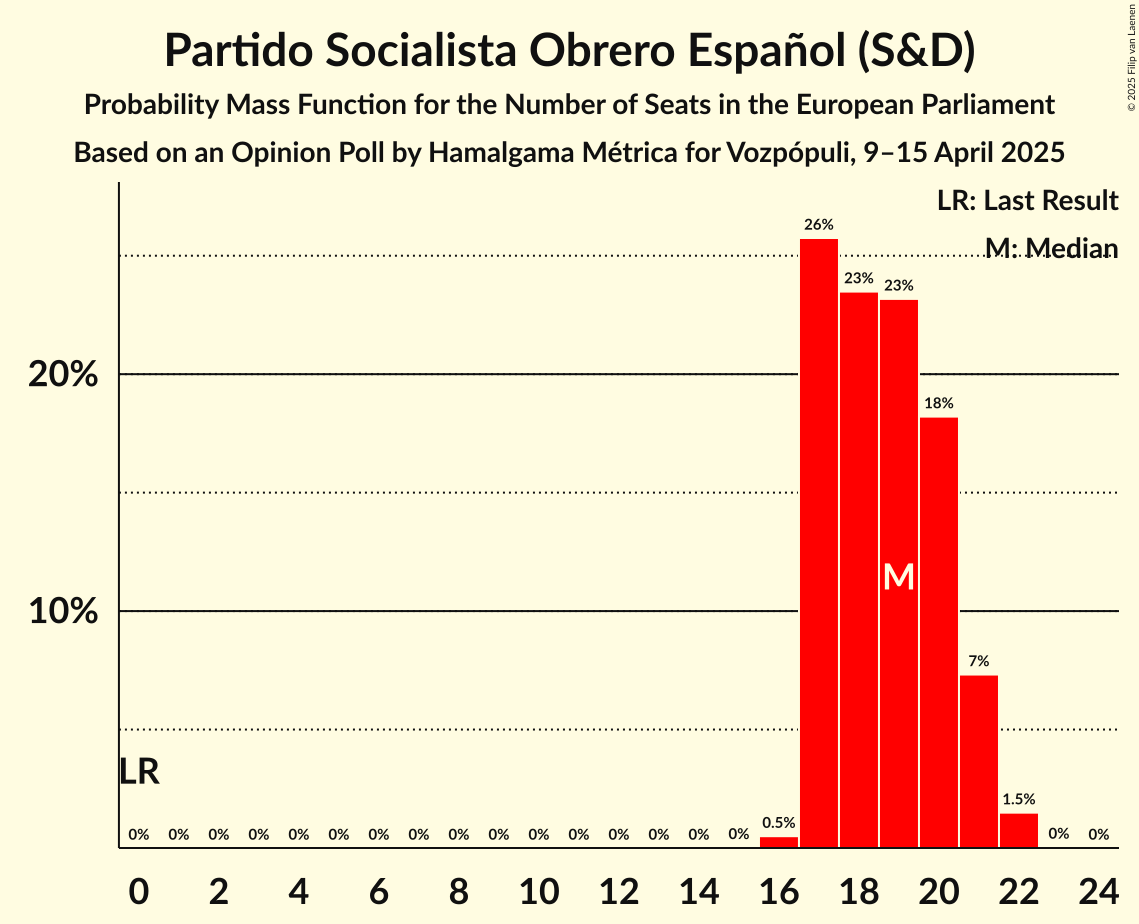 Partido Socialista Obrero Español (S&D)
Probability Mass Function for the Number of Seats in the European Parliament
Based on an Opinion Poll by Hamalgama Métrica for Vozpópuli, 9–15 April 2025
© 2025 Filip van Laenen
LR: Last Result
M: Median
26%
23% 23%
20%
18%
M
10%
7%
LR
1.5%
0.5%
0% 0% 0% 0% 0% 0% 0% 0% 0% 0% 0% 0% 0% 0% 0% 0% 0% 0%
0 2 4 6 8 10 12 14 16 18 20 22 24